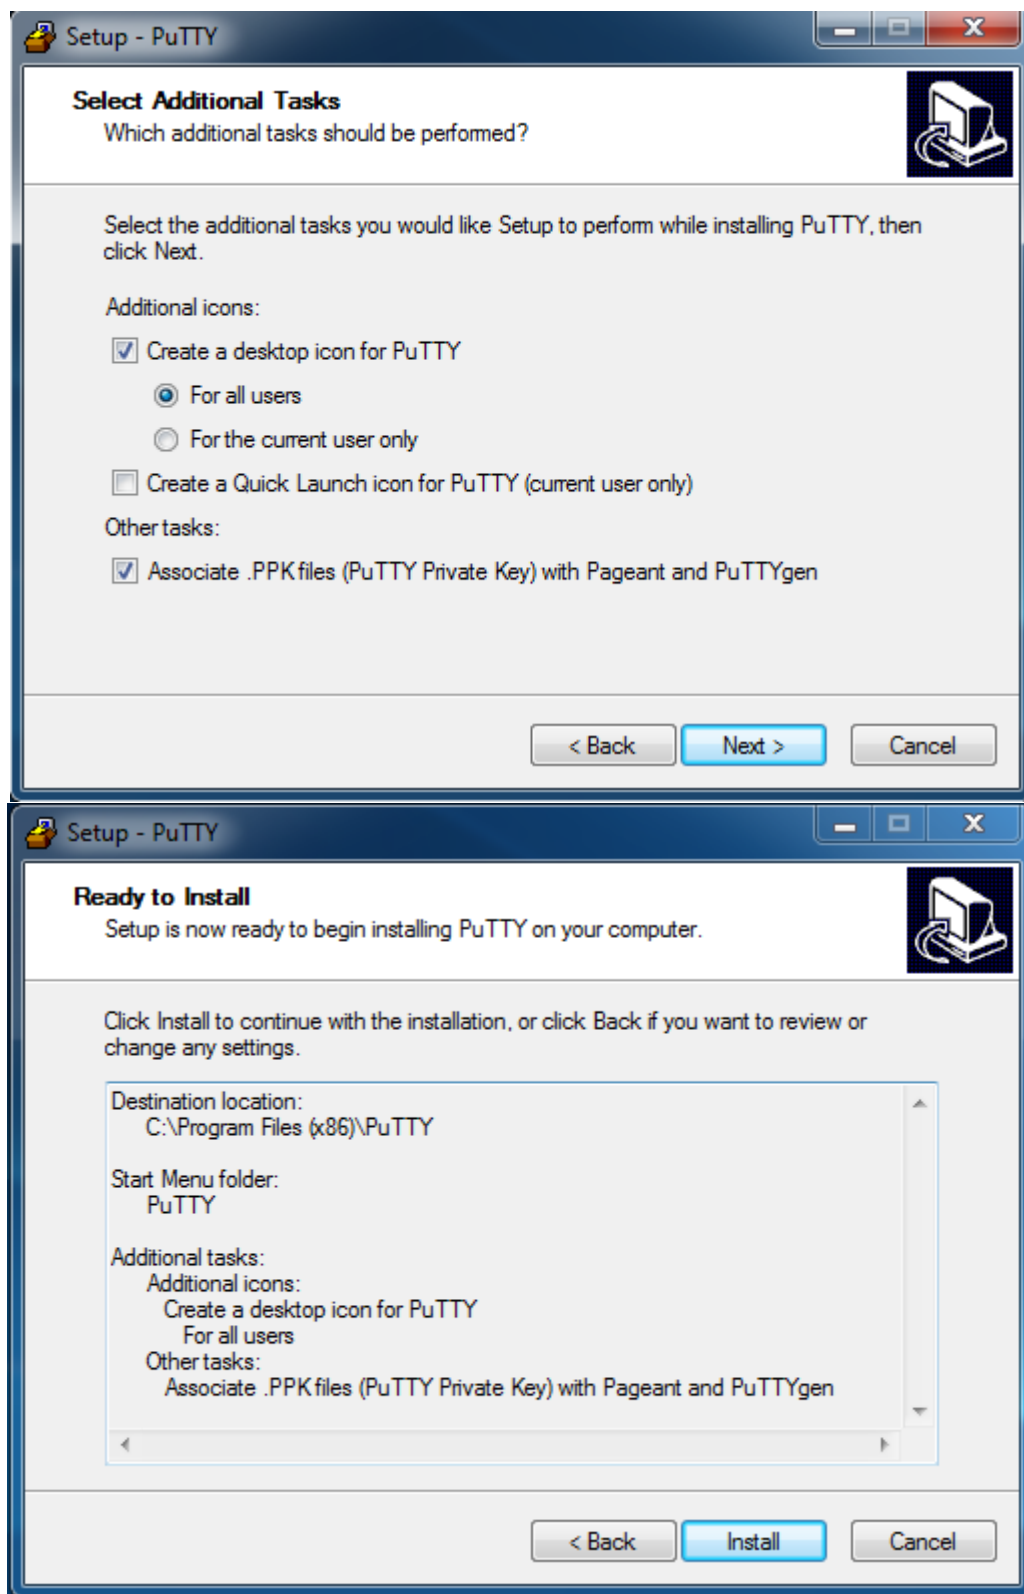 Setup - PuTTY
Select Additional Tasks
Which additional tasks should be performed?
Select the additional tasks you would like Setup to perform while installing PuTTY, then
click Next.
Additional icons:
Create a desktop icon for PuTTY
For all users
For the current user only
Create a Quick Launch icon for PuTTY (current user only)
Other tasks:
Associate .PPK files (PuTTY Private Key) with Pageant and PuTTYgen
< Back Next > Cancel
Setup - PuTTY
Ready to Install
Setup is now ready to begin installing PuTTY on your computer.
Click Install to continue with the installation, or click Back if you want to review or
change any settings.
Destination location:
C:\Program Files (x86)\PuTTY
Start Menu folder:
PuTTY
Additional tasks:
Additional icons:
Create a desktop icon for PuTTY
For all users
Other tasks:
Associate .PPK files (PuTTY Private Key) with Pageant and PuTTYgen
< Back Install Cancel